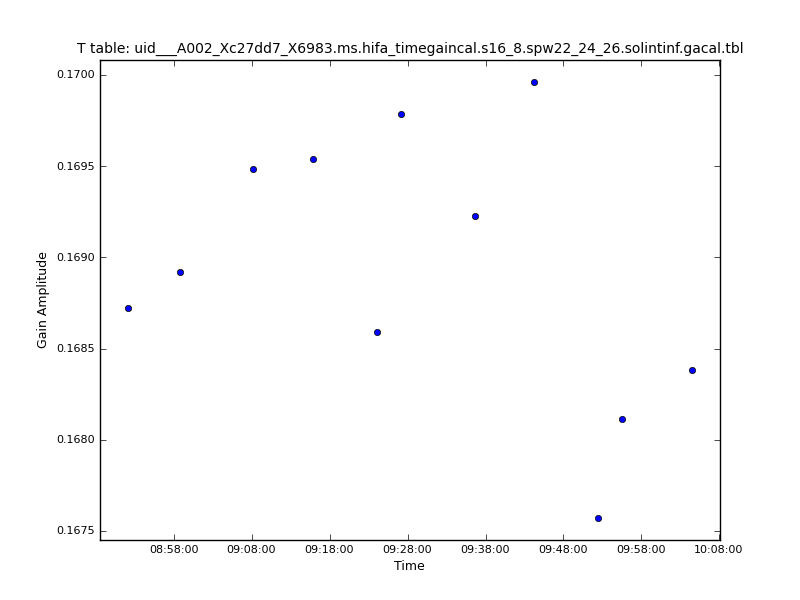 T table: uid___A002_Xc27dd7_X6983.ms.hifa_timegaincal.s16_8.spw22_24_26.solintinf.gacal.tbl
0.1700
0.1695
0.1690
0.1685
0.1680
0.1675
Gain Amplitude
08:58:00 09:08:00 09:18:00 09:28:00 09:38:00 09:48:00 09:58:00 10:08:00
Time